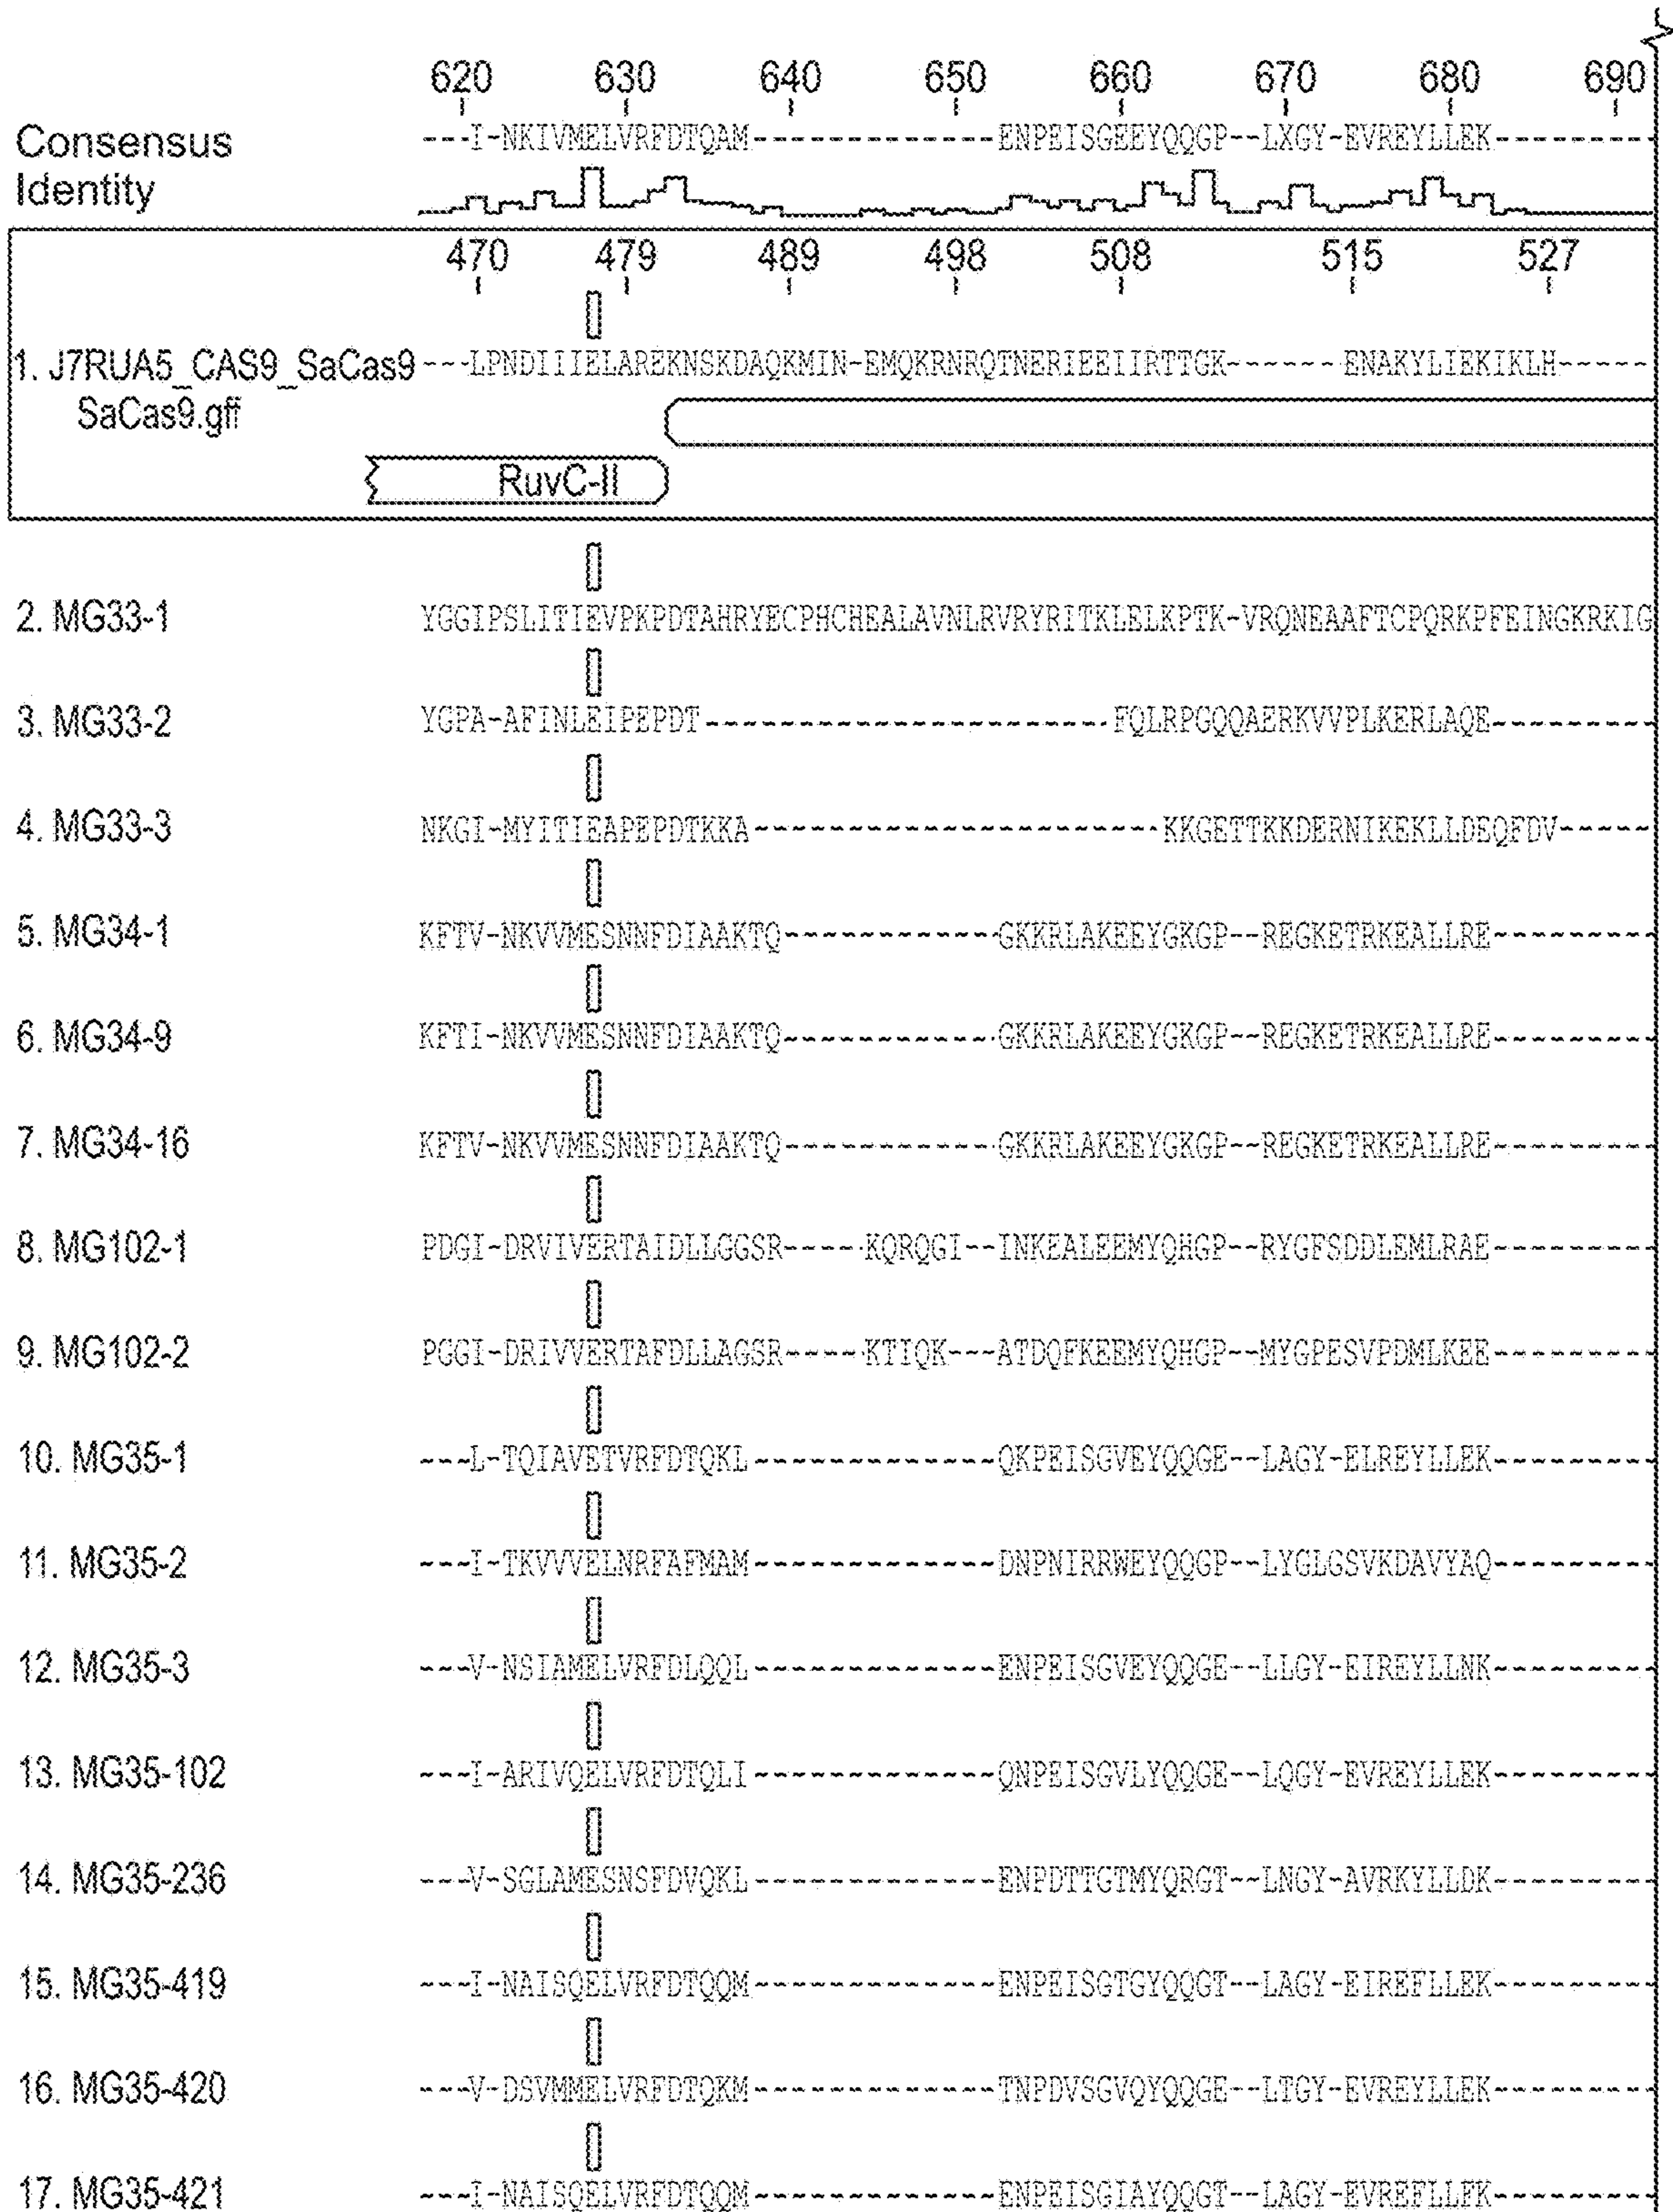 620 630 640 650 660 670 680 690
Consensus ---I-NKIVMELVRFDTQAM---------------ENPEISGEEYQQGP--LXGY-EVREYLLEK----------
Identity
470 479 489 498 508 515 527
1. J7RUA5_CAS9_SaCas9 ---LPNDIIIELAREKNSKDAQKMIN-EMQKRNRQTNERIEEIIRTTGK-------ENAKYLIEKIKLH------
SaCas9.gff
RuvC-II
2. MG33-1 YGGIPSLITIEVPKPDTAHRYECPHCHEALAVNLRVRYRITKLELKPTK-VRQNEAAFTCPQRKPFEINGKRKIG
3. MG33-2 YGPA-AFINLEIPEPDT-------------------------FQLRPGQQAERKVVPLKERLAQE----------
4. MG33-3 NKGI-MYITIEAPEPDTKKA-------------------------KKGETTKKDERNIKEKLLDEQFDV------
5. MG34-1 KFTV-NKVVMESNNFDIAAKTQ-------------GKKRLAKEEYGKGP--REGKETRKEALLRE----------
6. MG34-9 KFTI-NKVVMESNNFDIAAKTQ-------------GKKRLAKEEYGKGP--REGKETRKEALLRE----------
7. MG34-16 KFTV-NKVVMESNNFDIAAKTQ-------------GKKRLAKEEYGKGP--REGKETRKEALLRE----------
8. MG102-1 PDGI-DRVIVERTAIDLLGGSR-----KQRQGI--INKEALEEMYQHGP--RYGFSDDLEMLRAE----------
9. MG102-2 PGGI-DRIVVERTAFDLLAGSR-----KTIQK---ATDQFKEEMYQHGP--MYGPESVPDMLKEE----------
10. MG35-1 ---L-TQIAVETVRFDTQKL---------------QKPEISGVEYQQGE--LAGY-ELREYLLEK----------
11. MG35-2 ---I-TKVVVELNRFAFMAM---------------DNPNIRRWEYQQGP--LYGLGSVKDAVYAQ----------
12. MG35-3 ---V-NSIAMELVRFDLQQL---------------ENPEISGVEYQQGE--LLGY-EIREYLLNK----------
13. MG35-102 ---I-ARIVQELVRFDTQLI---------------QNPEISGVLYQQGE--LQGY-EVREYLLEK----------
14. MG35-236 ---V-SGLAMESNSFDVQKL---------------ENPDTTGTMYQRGT--LNGY-AVRKYLLDK----------
15. MG35-419 ---I-NAISQELVRFDTQQM---------------ENPEISGTGYQQGT--LAGY-EIREFLLEK----------
16. MG35-420 ---V-DSVMMELVRFDTQKM---------------TNPDVSGVQYQQGE--LTGY-EVREYLLEK----------
17. MG35-421 ---I-NAISQELVRFDTQQM---------------ENPEISGIAYQQGT--LAGY-EVREFLLEK----------